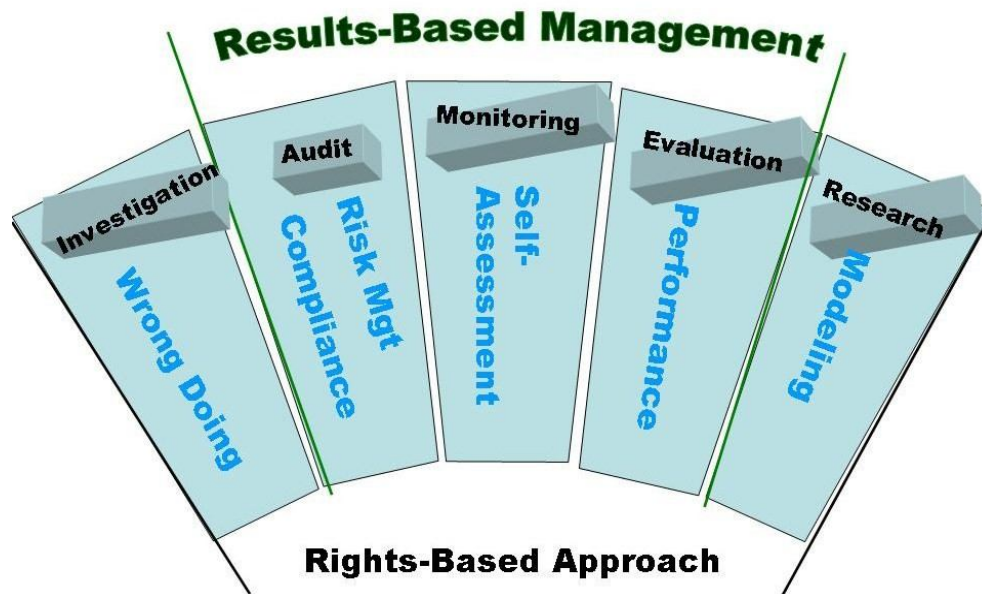 Results-Based Management
Investigation
Wrong Doing
Audit
Risk Mgt
Compliance
Monitoring
Self-
Assessment
Evaluation
Performance
Research
Modeling
Rights-Based Approach